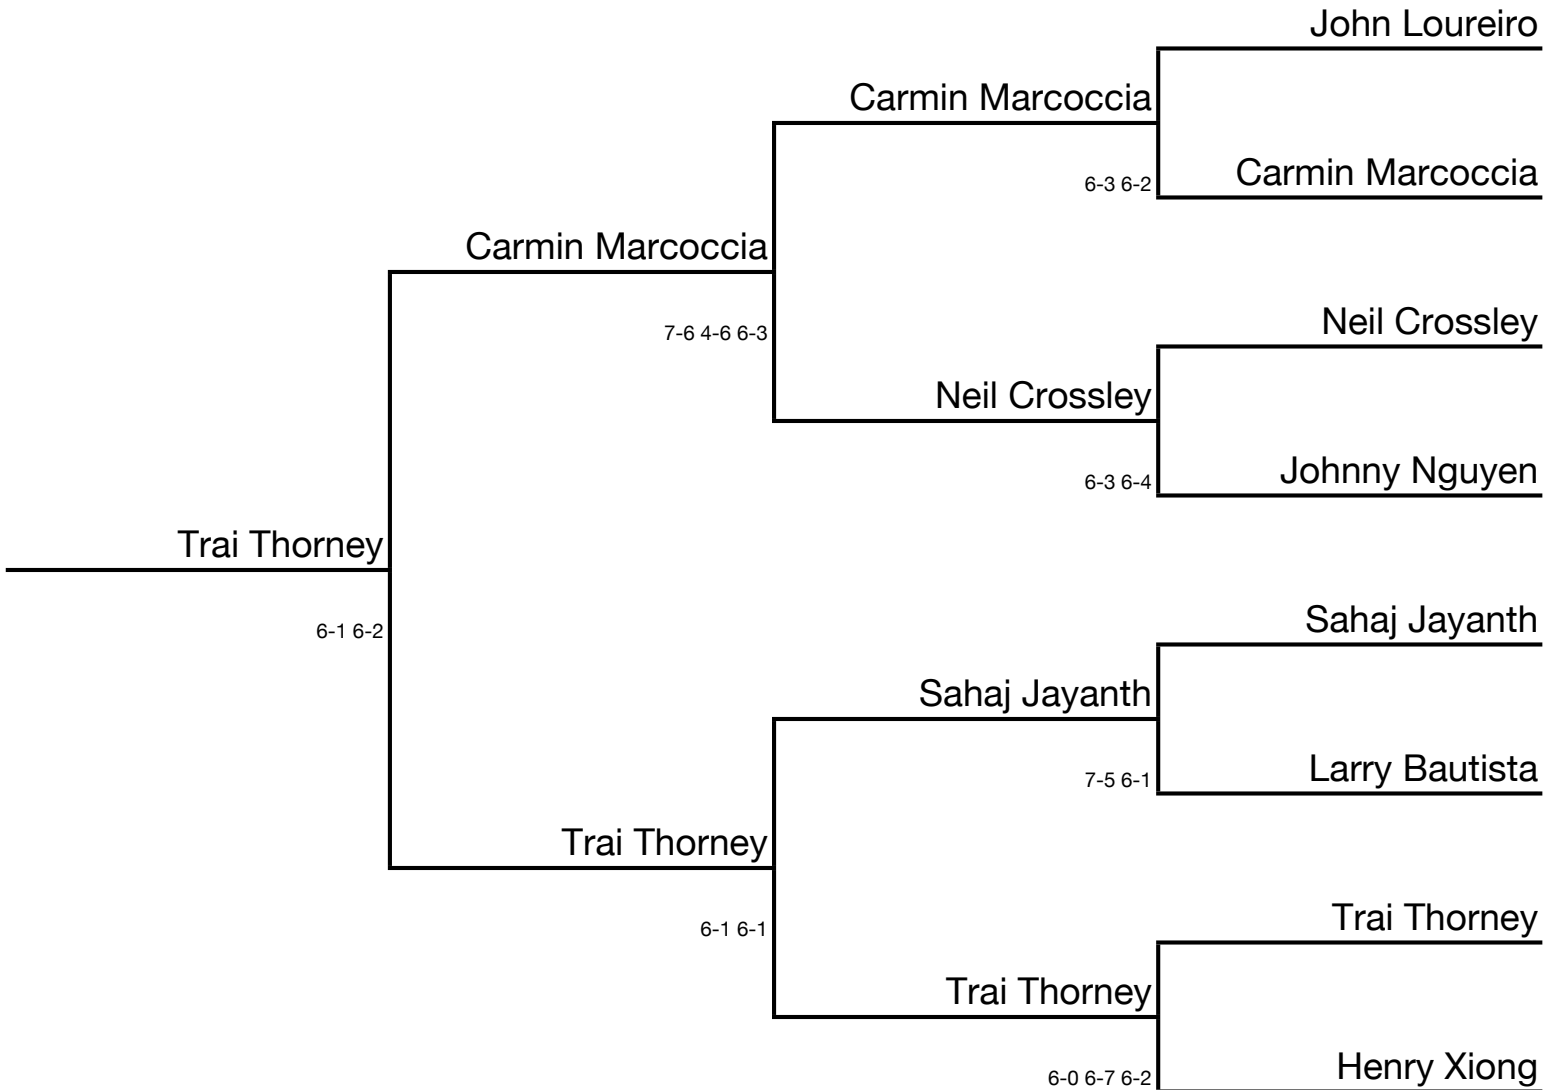 John Loureiro
Carmin Marcoccia
6-3 6-2
Carmin Marcoccia
Carmin Marcoccia
7-6 4-6 6-3
Neil Crossley
Neil Crossley
6-3 6-4
Johnny Nguyen
Trai Thorney
6-1 6-2
Sahaj Jayanth
Sahaj Jayanth
7-5 6-1
Larry Bautista
Trai Thorney
6-1 6-1
Trai Thorney
Trai Thorney
6-0 6-7 6-2
Henry Xiong